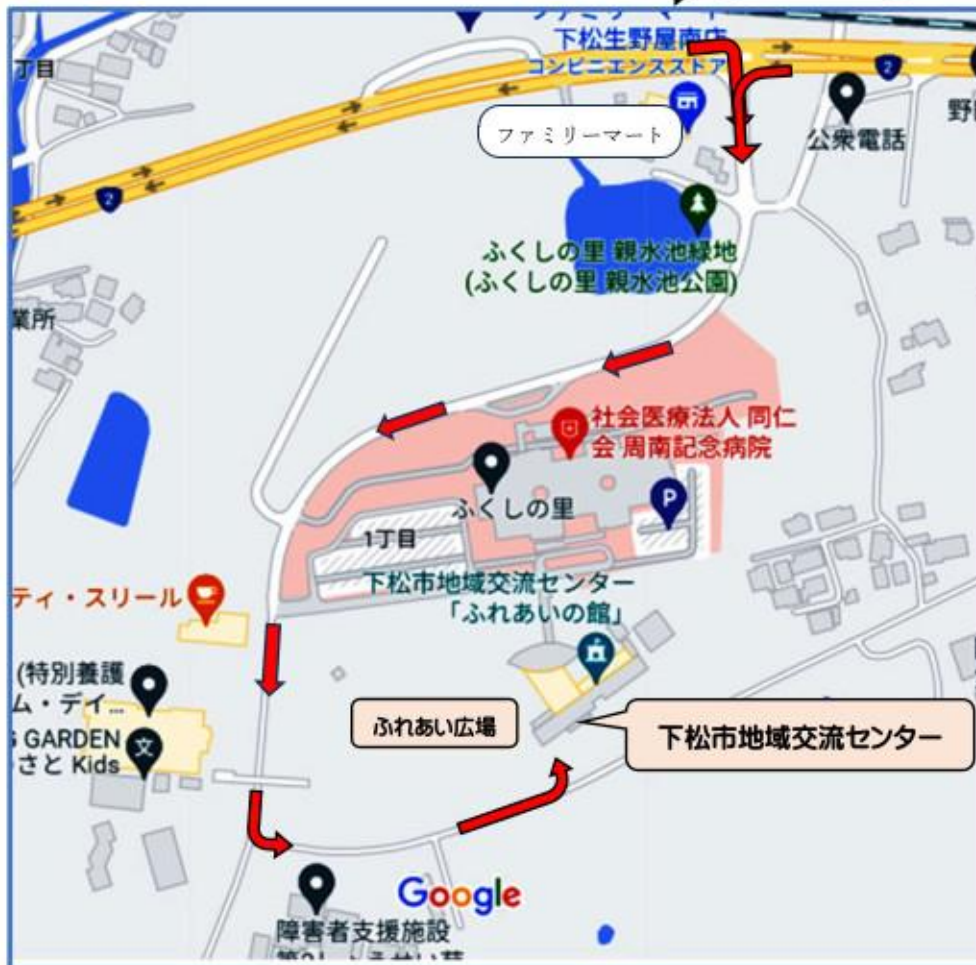 ファミリーマート
下松生野屋南店
コンビニエンスストア
丁目
2
ファミリーマート
公衆電話
2
ふくしの里 親水池緑地
(ふくしの里 親水池公園)
業所
社会医療法人 同仁
会 周南記念病院
ふくしの里
P
1丁目
下松市地域交流センター
「ふれあいの館」
ティ・スリール
(特別養護
ム・デイ...
GARDEN
さと Kids
文
ふれあい広場
下松市地域交流センター
Google
障害者支援施設